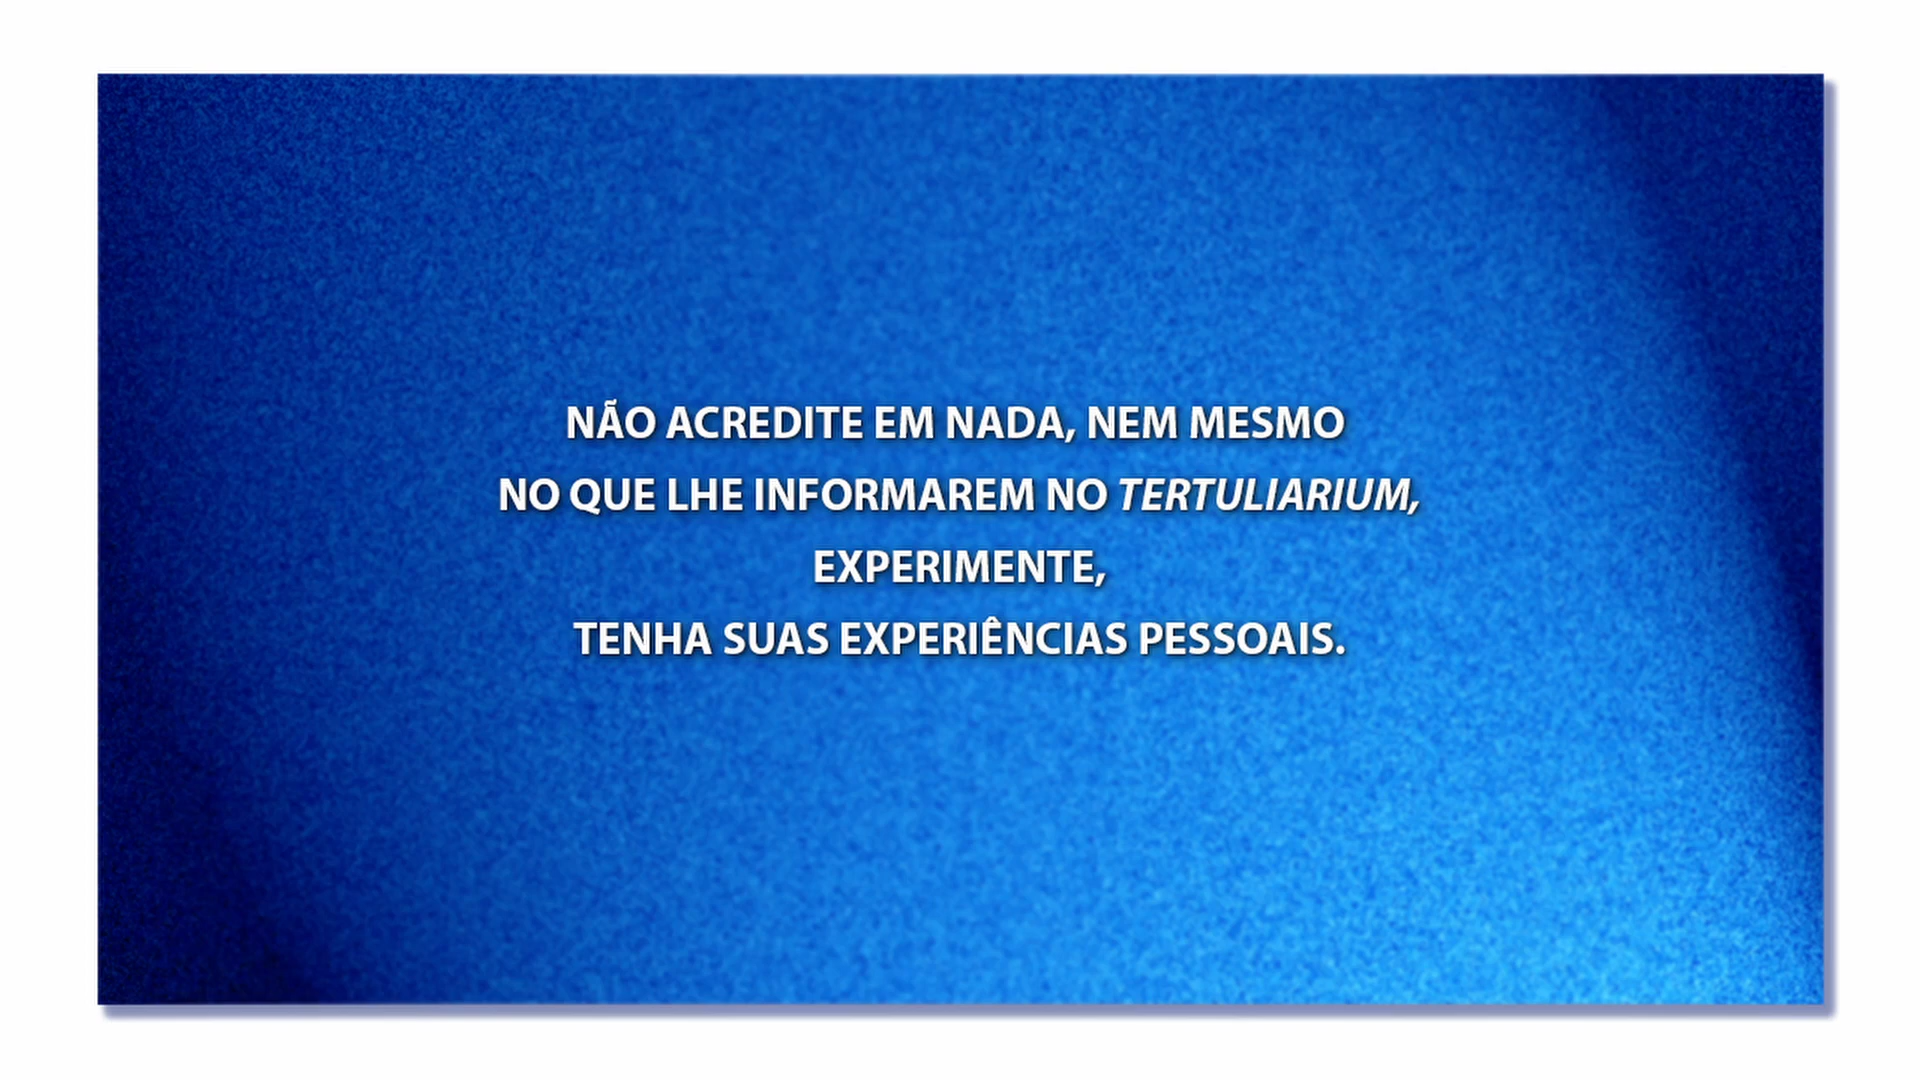 NÃO ACREDITE EM NADA, NEM MESMO
NO QUE LHE INFORMAREM NO TERTULIARIUM,
EXPERIMENTE,
TENHA SUAS EXPERIÊNCIAS PESSOAIS.